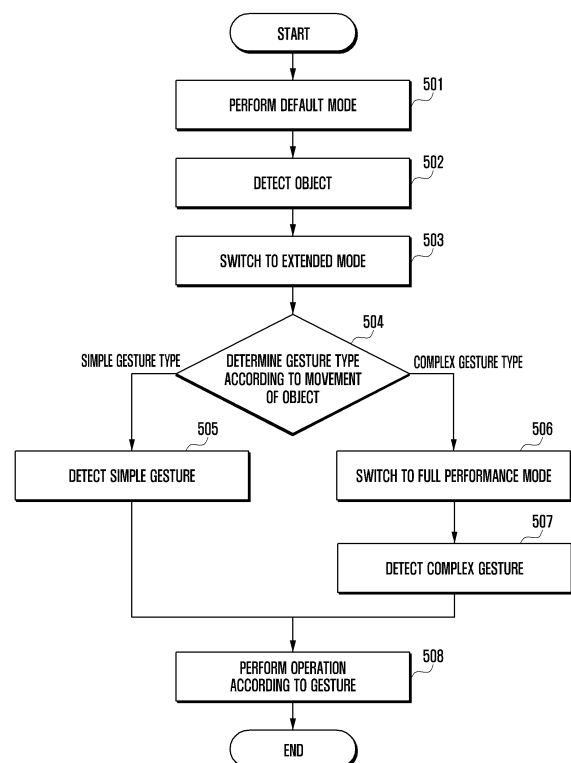 START
501
PERFORM DEFAULT MODE
502
DETECT OBJECT
503
SWITCH TO EXTENDED MODE
504
SIMPLE GESTURE TYPE
DETERMINE GESTURE TYPE
ACCORDING TO MOVEMENT
OF OBJECT
COMPLEX GESTURE TYPE
505
DETECT SIMPLE GESTURE
506
SWITCH TO FULL PERFORMANCE MODE
507
DETECT COMPLEX GESTURE
508
PERFORM OPERATION
ACCORDING TO GESTURE
END